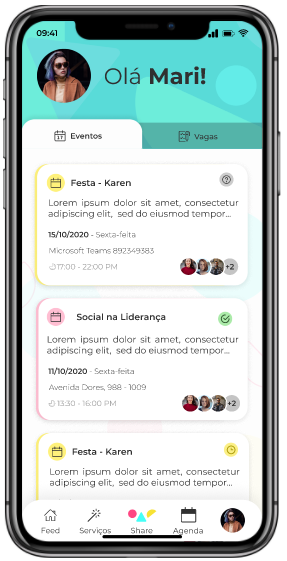 09:41
Olá Mari!
17 Eventos
Vagas
Festa - Karen
Lorem ipsum dolor sit amet, consectetur
adipiscing elit, sed do eiusmod tempor...
15/10/2020 - Sexta-feita
Microsoft Teams 892349383
17:00 - 22:00 PM
+2
Social na Liderança
Lorem ipsum dolor sit amet, consectetur
adipiscing elit, sed do eiusmod tempor...
11/10/2020 - Sexta-feita
Avenida Dores, 988 - 1009
13:30 - 16:00 PM
+2
Festa - Karen
Lorem ipsum dolor sit amet, consectetur
adipiscing elit, sed do eiusmod tempor...
Feed
Serviços
Share
Agenda